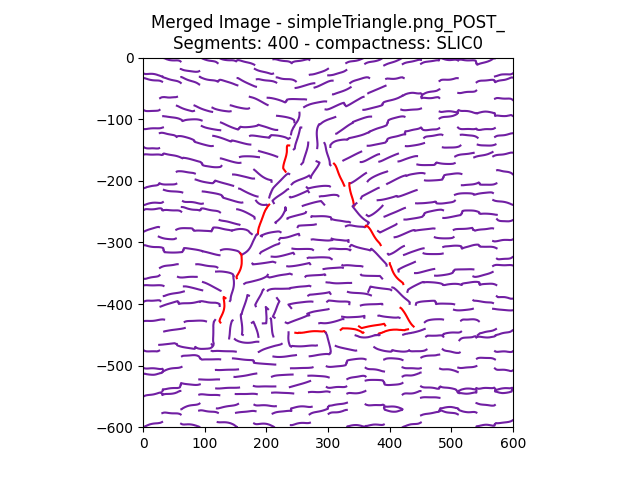 Merged Image - simpleTriangle.png_POST_
Segments: 400 - compactness: SLIC0
0
−100
−200
−300
−400
−500
−600
0 100 200 300 400 500 600